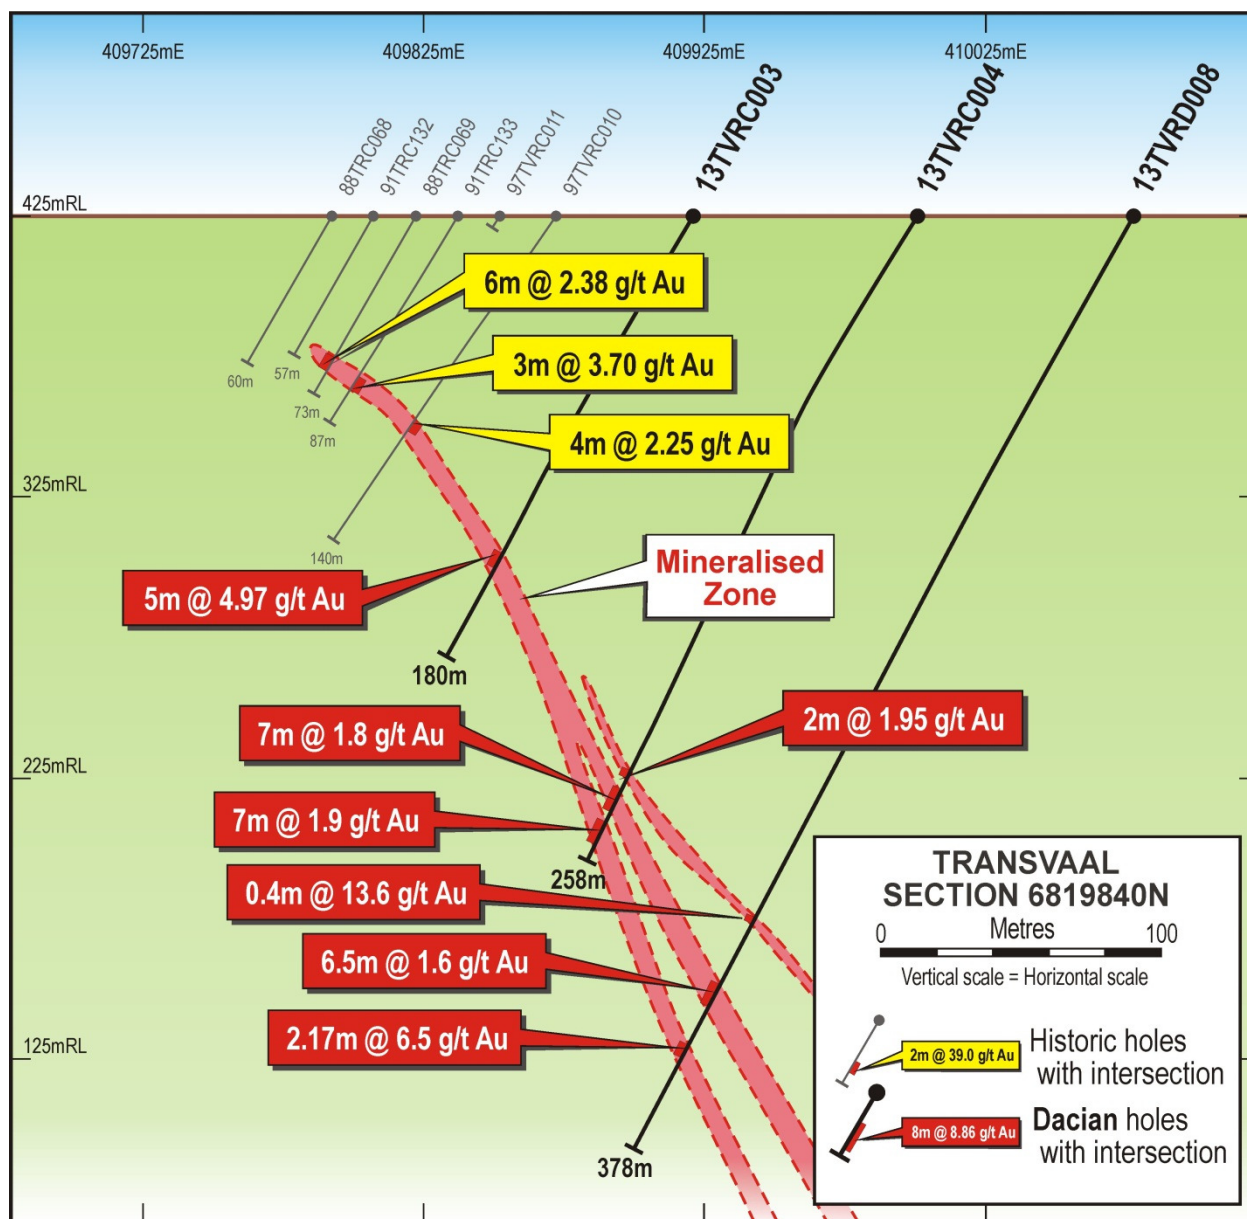 409725mE
409825mE
409925mE
410025mE
88TRC068
91TRC132
88TRC069
91TRC133
97TVRC011
97TVRC010
13TVRC003
13TVRC004
13TVRD008
425mRL
6m @ 2.38 g/t Au
3m @ 3.70 g/t Au
60m
57m
73m
87m
4m @ 2.25 g/t Au
325mRL
140m
Mineralised
Zone
5m @ 4.97 g/t Au
180m
2m @ 1.95 g/t Au
7m @ 1.8 g/t Au
225mRL
7m @ 1.9 g/t Au
258m
0.4m @ 13.6 g/t Au
6.5m @ 1.6 g/t Au
2.17m @ 6.5 g/t Au
125mRL
378m
TRANSVAAL
SECTION 6819840N
0 Metres 100
Vertical scale = Horizontal scale
2m @ 39.0 g/t Au
Historic holes
with intersection
8m @ 8.86 g/t Au
Dacian holes
with intersection